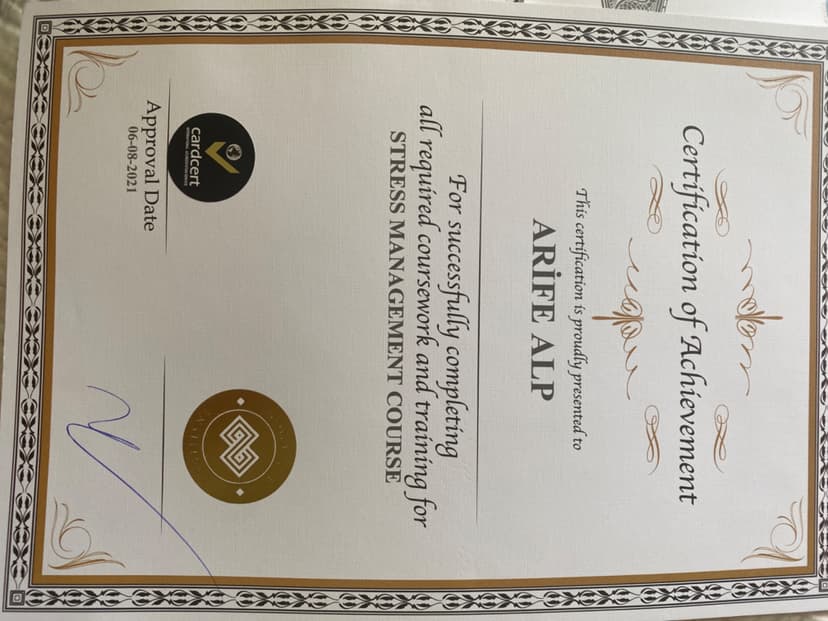 Certification of Achievement
This certification is proudly presented to
ARİFE ALP
For successfully completing
all required coursework and training for
STRESS MANAGEMENT COURSE
cardcert
Approval Date
06-08-2021